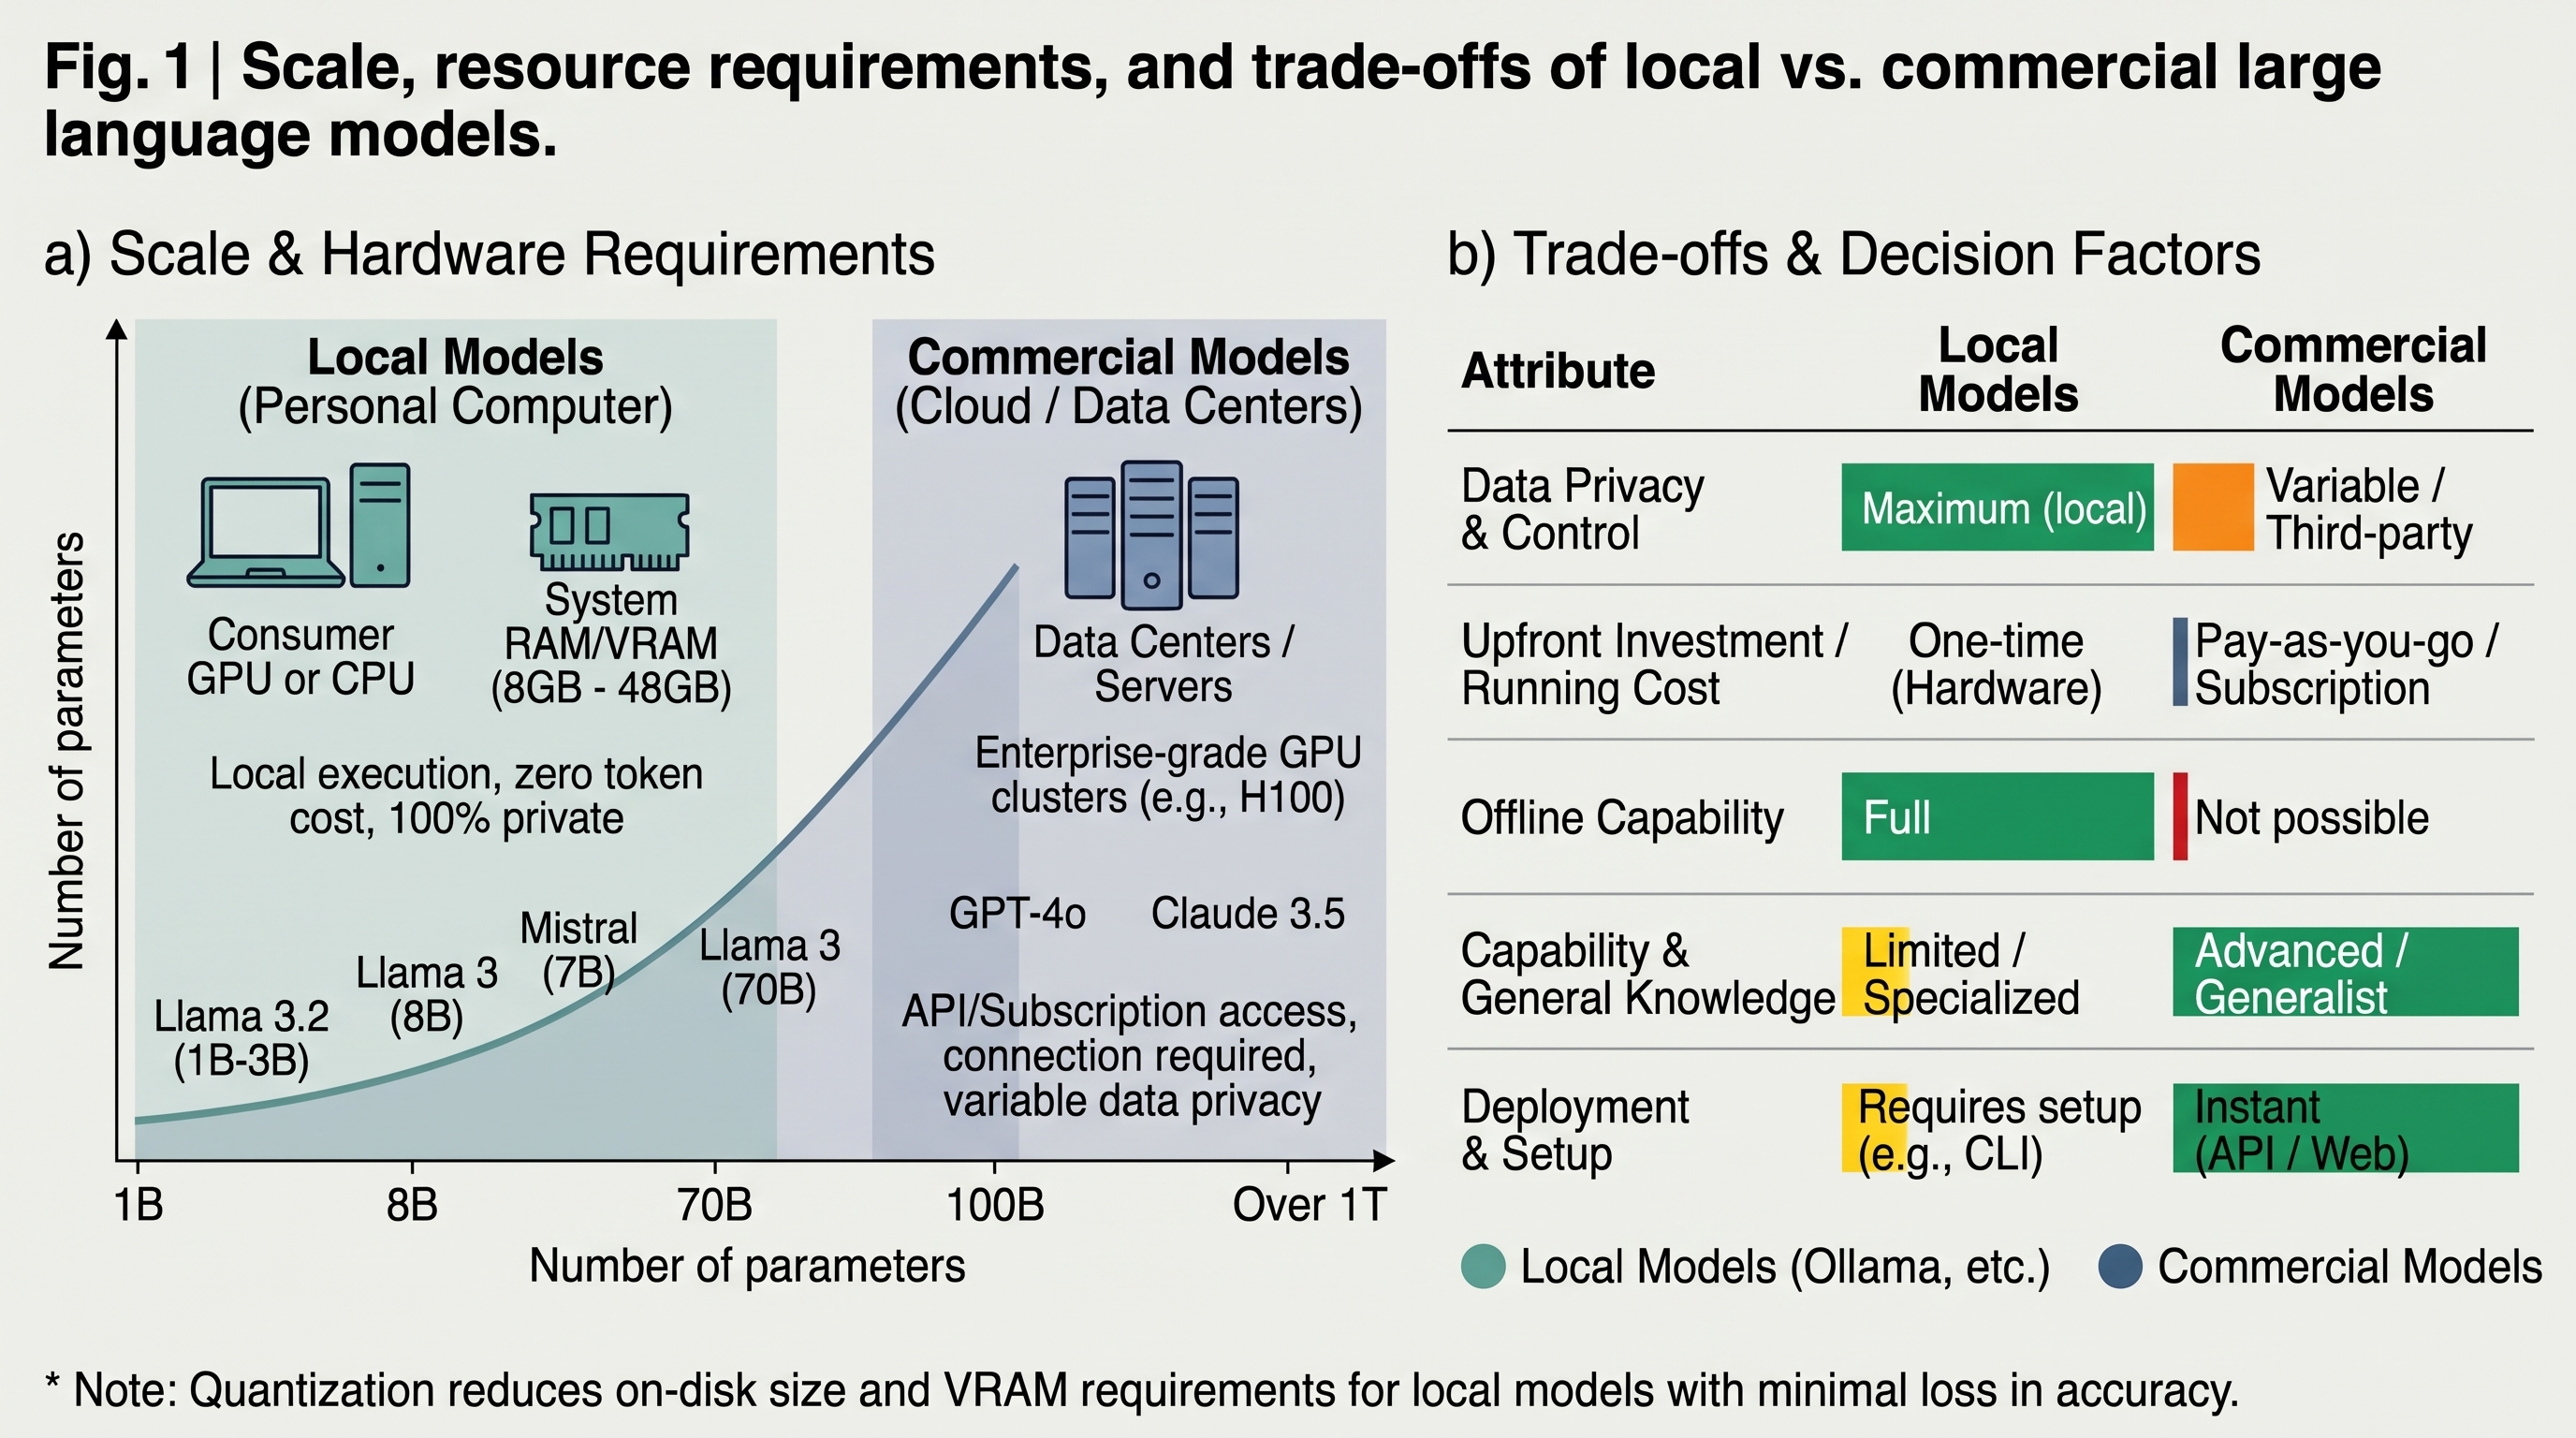 Fig. 1 | Scale, resource requirements, and trade-offs of local vs. commercial large
language models.
a) Scale & Hardware Requirements
Number of parameters
Local Models
(Personal Computer)
Consumer
GPU or CPU
System
RAM/VRAM
(8GB - 48GB)
Local execution, zero token
cost, 100% private
Llama 3.2
(1B-3B)
Llama 3
(8B)
Mistral
(7B)
Llama 3
(70B)
Commercial Models
(Cloud / Data Centers)
Data Centers /
Servers
Enterprise-grade GPU
clusters (e.g., H100)
GPT-4o
Claude 3.5
API/Subscription access,
connection required,
variable data privacy
1B
8B
70B
100B
Over 1T
Number of parameters
b) Trade-offs & Decision Factors
Attribute
Local
Models
Commercial
Models
Data Privacy
& Control
Maximum (local)
Variable /
Third-party
Upfront Investment /
Running Cost
One-time
(Hardware)
Pay-as-you-go /
Subscription
Offline Capability
Full
Not possible
Capability &
General Knowledge
Limited /
Specialized
Advanced /
Generalist
Deployment
& Setup
Requires setup
(e.g., CLI)
Instant
(API / Web)
Local Models (Ollama, etc.)
Commercial Models
* Note: Quantization reduces on-disk size and VRAM requirements for local models with minimal loss in accuracy.